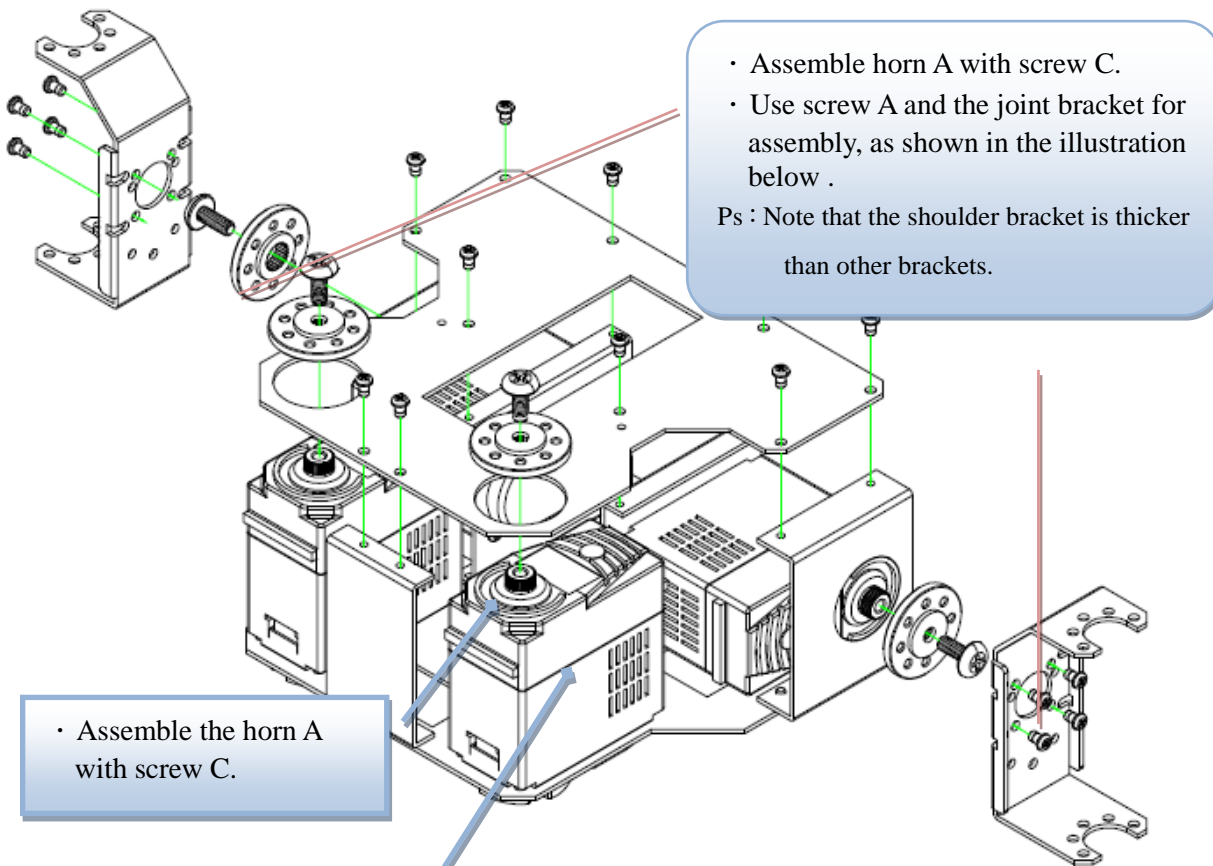 · Assemble horn A with screw C.
· Use screw A and the joint bracket for
assembly, as shown in the illustration
below .
Ps：Note that the shoulder bracket is thicker
than other brackets.
· Assemble the horn A
with screw C.